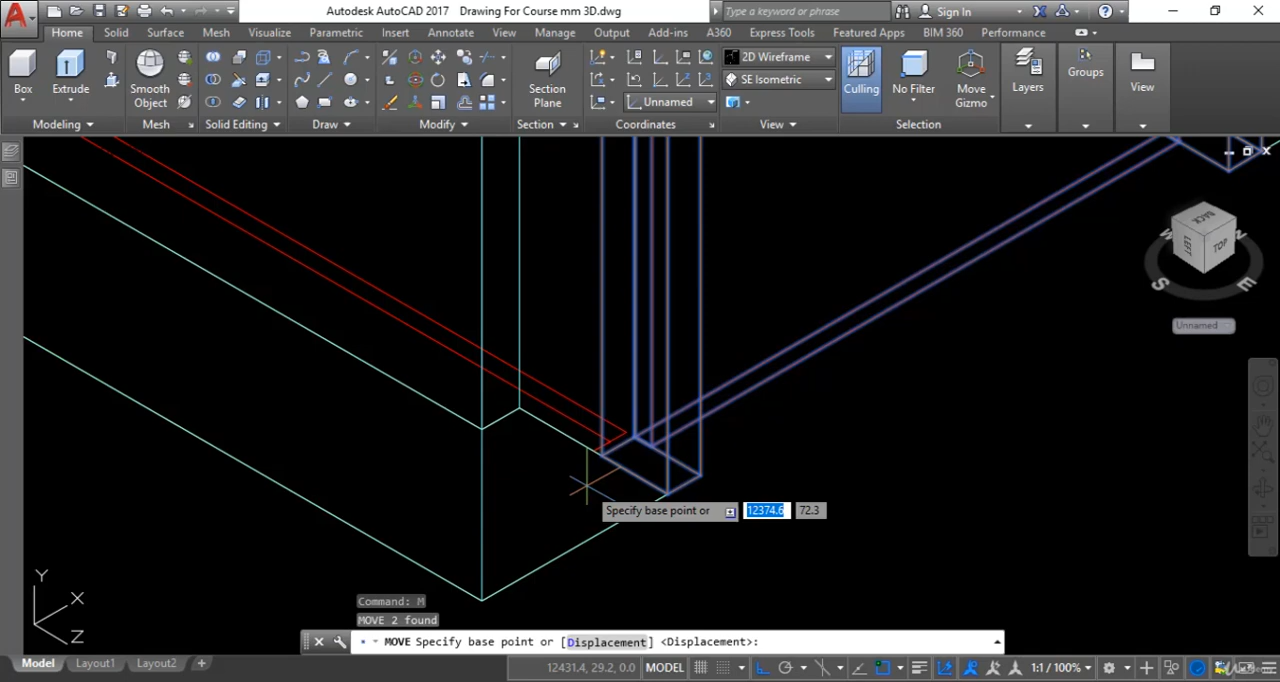 Autodesk AutoCAD 2017 Drawing For Course mm 3D.dwg
Type a keyword or phrase
Sign In
Home Solid Surface Mesh Visualize Parametric Insert Annotate View Manage Output Add-ins A360 Express Tools Featured Apps BIM 360 Performance
Box
Extrude
Smooth
Object
Section
Plane
2D Wireframe
SE Isometric
Unnamed
Culling
No Filter
Move
Gizmo
Layers
Groups
View
Modeling Mesh Solid Editing Draw Modify Section Coordinates View Selection
BACK
LEFT
TOP
W
N
S
E
Unnamed
Specify base point or 12374.6 72.3
Y
X
Z
Command: M
MOVE 2 found
MOVE Specify base point or [Displacement] <Displacement>:
Model Layout1 Layout2 +
12431.4, 29.2, 0.0 MODEL 1:1 / 100%